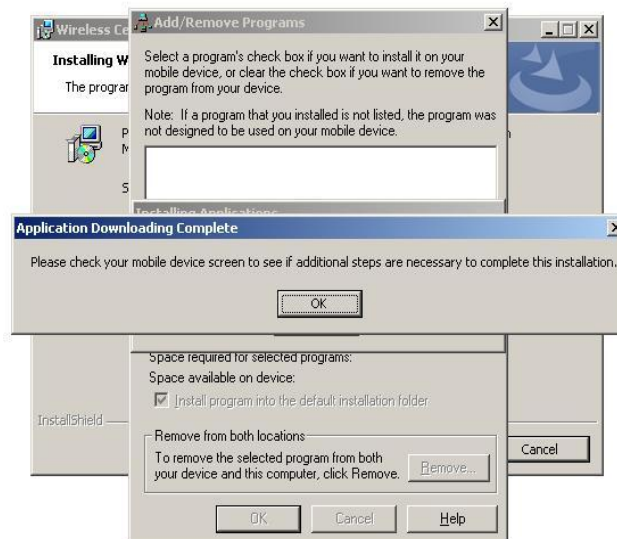 Wireless Ce
Add/Remove Programs
Installing W
The progra
Select a program's check box if you want to install it on your
mobile device, or clear the check box if you want to remove the
program from your device.
Note: If a program that you installed is not listed, the program was
not designed to be used on your mobile device.
P
M
n
S
Installing Applications
Application Downloading Complete
Please check your mobile device screen to see if additional steps are necessary to complete this installation.
OK
Space required for selected programs:
Space available on device:
Install program into the default installation folder
InstallShield
Remove from both locations
To remove the selected program from both
your device and this computer, click Remove.
Remove...
Cancel
OK
Cancel
Help